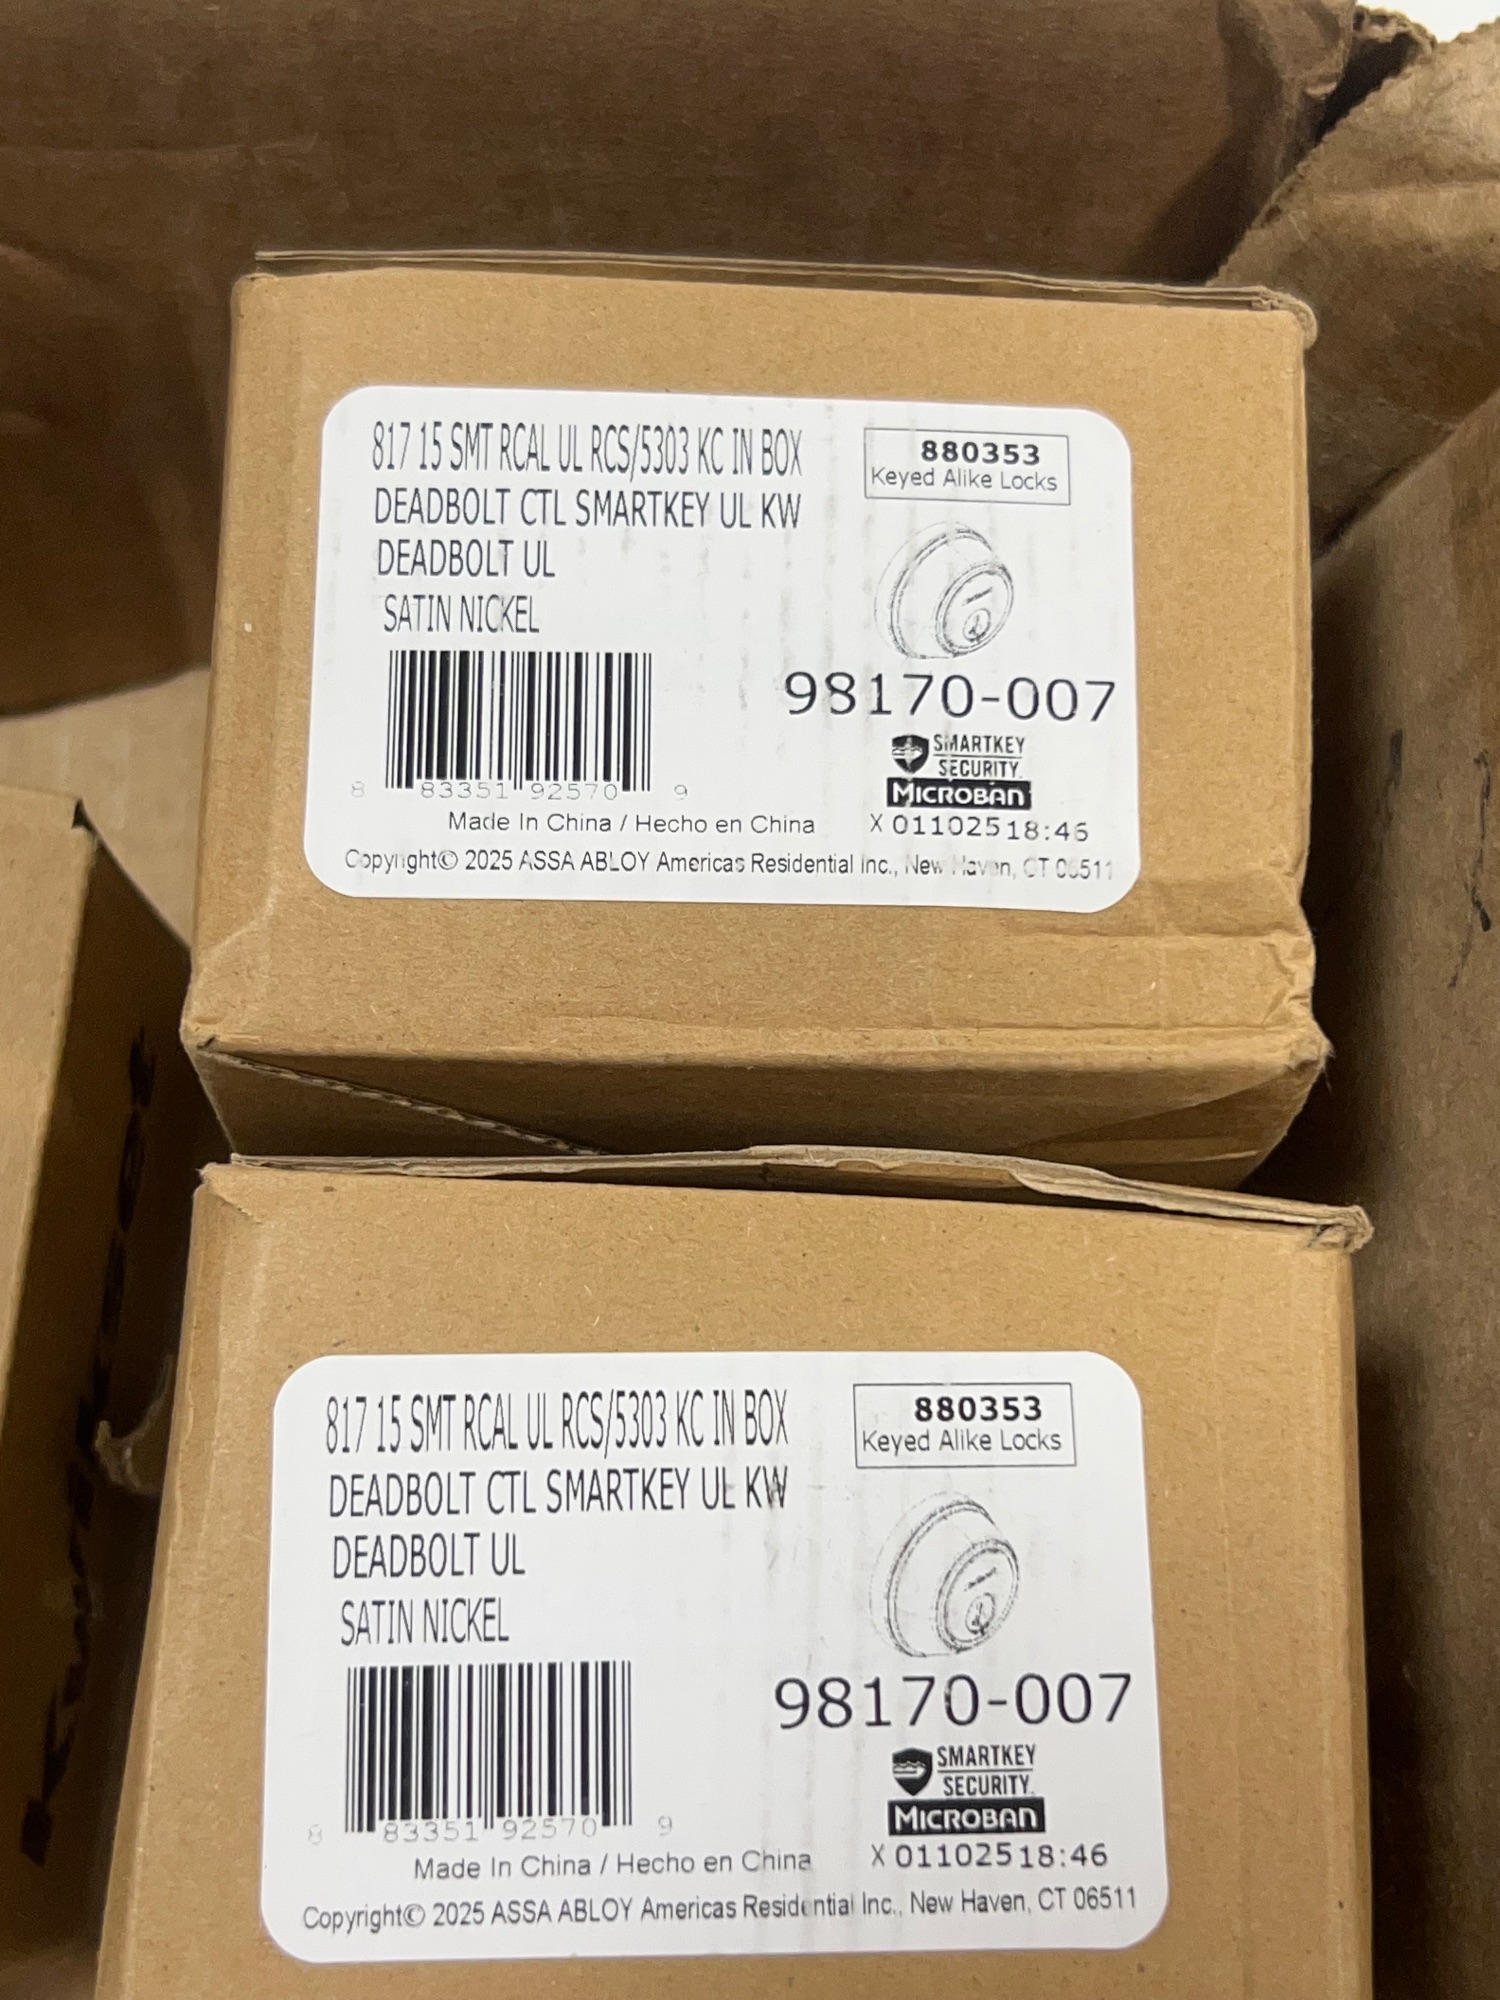 817 15 SMT RCAL UL RCS/5303 KC IN BOX
DEADBOLT CTL SMARTKEY UL KW
DEADBOLT UL
SATIN NICKEL
880353
Keyed Alike Locks
98170-007
SMARTKEY
SECURITY
MICROBAN
8 83351 92570 9
Made In China / Hecho en China
X 01102518:46
Copyright© 2025 ASSA ABLOY Americas Residential Inc., New Haven, CT 06511
817 15 SMT RCAL UL RCS/5303 KC IN BOX
DEADBOLT CTL SMARTKEY UL KW
DEADBOLT UL
SATIN NICKEL
880353
Keyed Alike Locks
98170-007
SMARTKEY
SECURITY
MICROBAN
8 83351 92570 9
Made In China / Hecho en China
X 01102518:46
Copyright© 2025 ASSA ABLOY Americas Residential Inc., New Haven, CT 06511